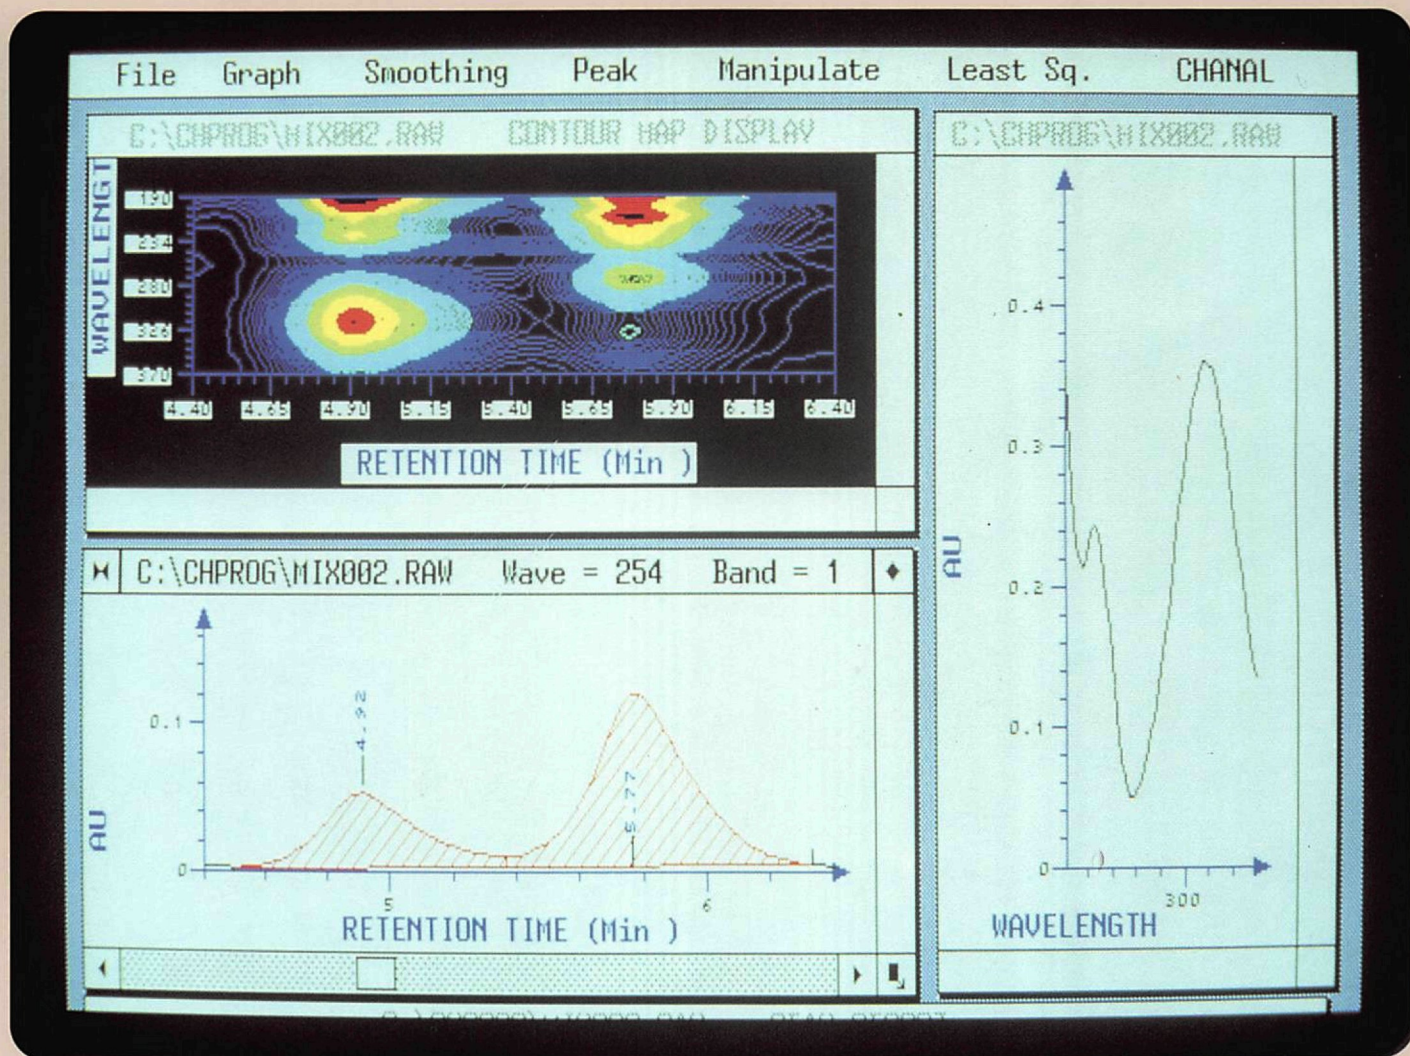 File Graph Smoothing Peak Manipulate Least Sq. CHANAL
C:\CHPROG\MIX002.RAW CONTOUR MAP DISPLAY
WAVELENGT
190
234
280
326
370
4.40 4.65 4.90 5.15 5.40 5.65 5.90 6.15 6.40
RETENTION TIME (Min )
C:\CHPROG\MIX002.RAW Wave = 254 Band = 1
0.1
0
AU
4.92
5.77
5 6
RETENTION TIME (Min )
C:\CHPROG\MIX002.RAW
0.4
0.3
0.2
0.1
0
AU
300
WAVELENGTH